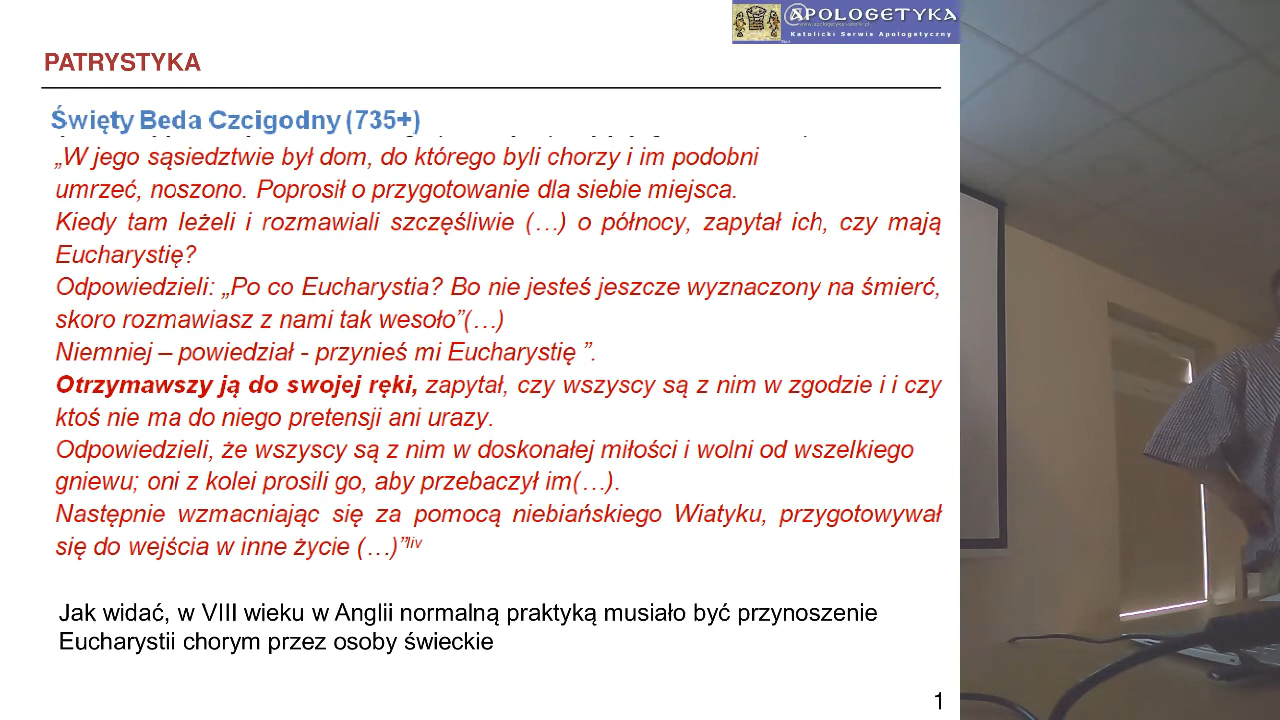 @POLOGETYKA
Katolicki Serwis Apologetyczny
PATRYSTYKA
Święty Beda Czcigodny (735+)
„W jego sąsiedztwie był dom, do którego byli chorzy i im podobni
umrzeć, noszono. Poprosił o przygotowanie dla siebie miejsca.
Kiedy tam leżeli i rozmawiali szczęśliwie (…) o północy, zapytał ich, czy mają
Eucharystię?
Odpowiedzieli: „Po co Eucharystia? Bo nie jesteś jeszcze wyznaczony na śmierć,
skoro rozmawiasz z nami tak wesoło”(…)
Niemniej – powiedział - przynieś mi Eucharystię ”.
Otrzymawszy ją do swojej ręki, zapytał, czy wszyscy są z nim w zgodzie i i czy
ktoś nie ma do niego pretensji ani urazy.
Odpowiedzieli, że wszyscy są z nim w doskonałej miłości i wolni od wszelkiego
gniewu; oni z kolei prosili go, aby przebaczył im(…).
Następnie wzmacniając się za pomocą niebiańskiego Wiatyku, przygotowywał
się do wejścia w inne życie (…)”liv
Jak widać, w VIII wieku w Anglii normalną praktyką musiało być przynoszenie
Eucharystii chorym przez osoby świeckie
1